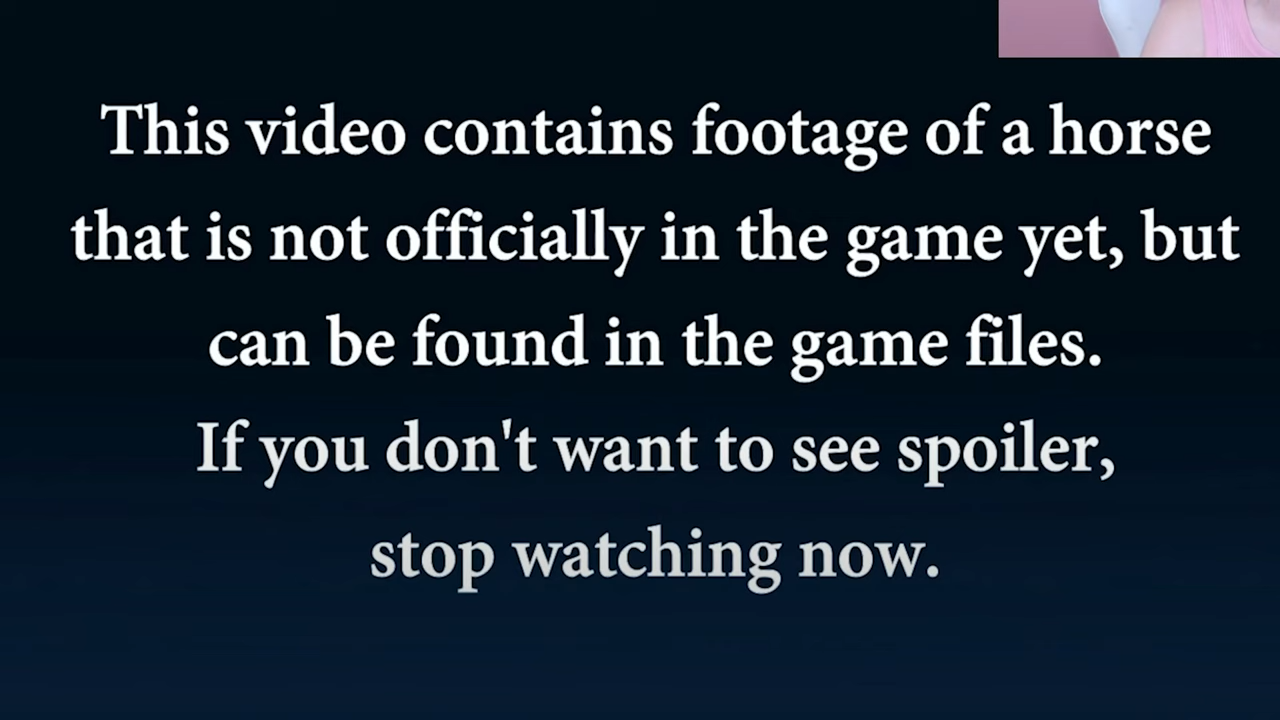 This video contains footage of a horse
that is not officially in the game yet, but
can be found in the game files.
If you don't want to see spoiler,
stop watching now.